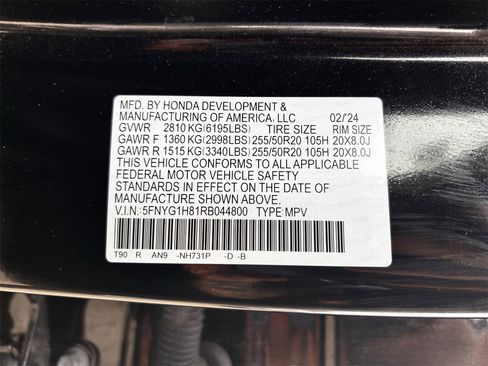 MFD. BY HONDA DEVELOPMENT &
MANUFACTURING OF AMERICA, LLC 02/'24
GVWR 2810 KG(6195LBS) TIRE SIZE RIM SIZE
GAWR F 1360 KG(2998LBS) 255/50R20 105H 20X8.0J
GAWR R 1515 KG(3340LBS) 255/50R20 105H 20X8.0J
THIS VEHICLE CONFORMS TO ALL APPLICABLE
FEDERAL MOTOR VEHICLE SAFETY
STANDARDS IN EFFECT ON THE DATE OF
MANUFACTURE SHOWN ABOVE.
V.I.N.:5FNYG1H81RB044800 TYPE:MPV
T90 R AN9 -NH731P -D -B